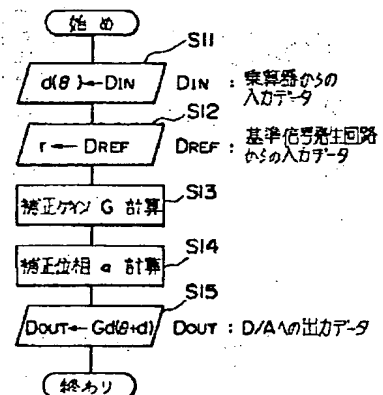 始め
S11
d(θ)←DIN
DIN : 乗算器からの
入力データ
S12
r ← DREF
DREF : 基準信号発生回路
からの入力データ
S13
補正ゲイン G 計算
S14
補正位相 a 計算
S15
DOUT← Gd(θ+d)
DOUT : D/Aへの出力データ
終わり